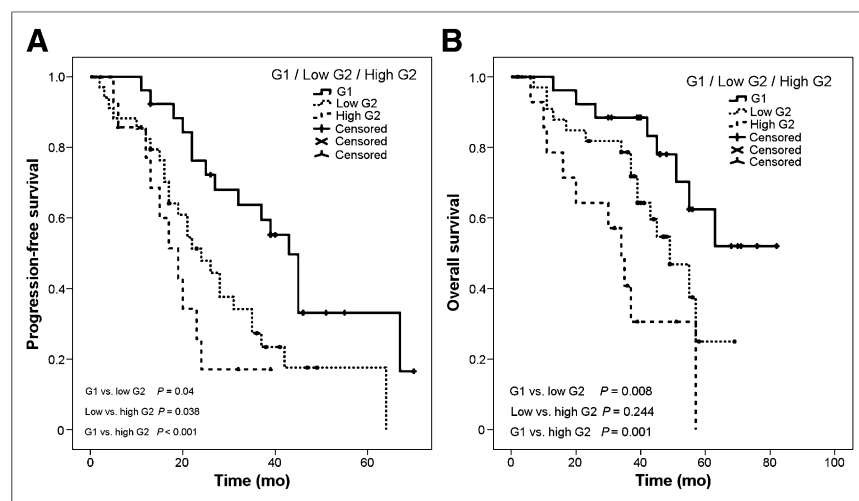 A
G1 / Low G2 / High G2
G1
Low G2
High G2
Censored
Censored
Censored
1.0
0.8
0.6
0.4
0.2
0
Progression-free survival
G1 vs. low G2 P = 0.04
Low vs. high G2 P = 0.038
G1 vs. high G2 P < 0.001
0 20 40 60
Time (mo)
B
G1 / Low G2 / High G2
G1
Low G2
High G2
Censored
Censored
Censored
1.0
0.8
0.6
0.4
0.2
0
Overall survival
G1 vs. low G2 P = 0.008
Low vs. high G2 P = 0.244
G1 vs. high G2 P = 0.001
0 20 40 60 80 100
Time (mo)